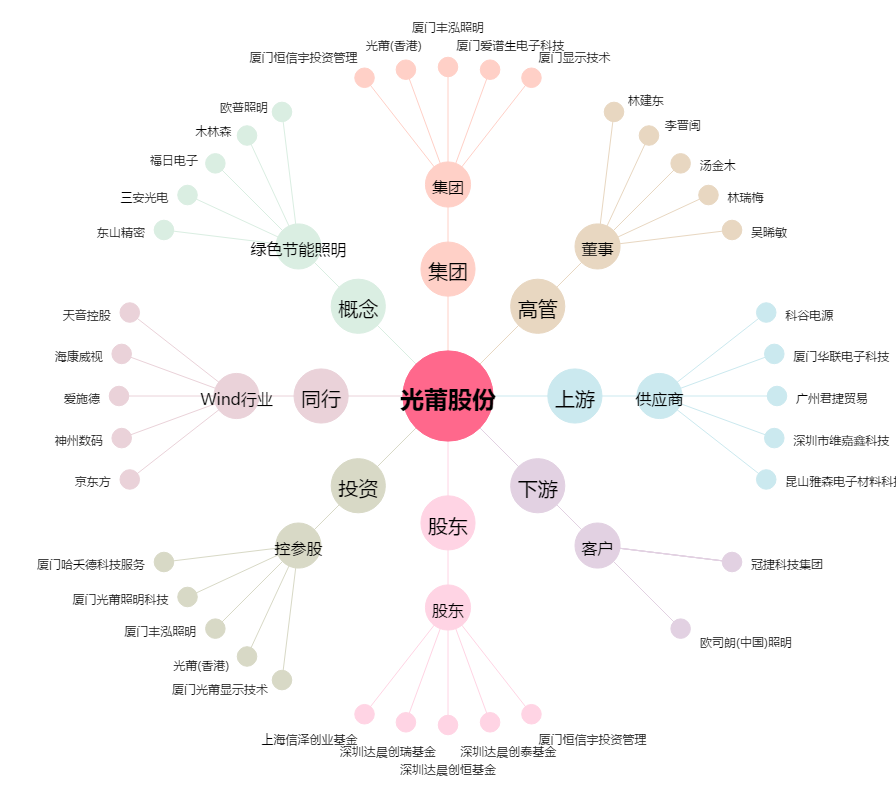 厦门丰泓照明
光莆(香港)
厦门爱谱生电子科技
厦门恒信宇投资管理
厦门显示技术
集团
集团
欧普照明
木林森
福日电子
三安光电
东山精密
绿色节能照明
概念
林建东
李晋闽
汤金木
林瑞梅
吴晞敏
董事
高管
天音控股
海康威视
爱施德
神州数码
京东方
Wind行业
同行
光莆股份
上游
供应商
科谷电源
厦门华联电子科技
广州君捷贸易
深圳市维嘉鑫科技
昆山雅森电子材料科
投资
控参股
厦门哈天德科技服务
厦门光莆照明科技
厦门丰泓照明
光莆(香港)
厦门光莆显示技术
下游
客户
冠捷科技集团
欧司朗(中国)照明
股东
股东
上海信泽创业基金
深圳达晨创瑞基金
深圳达晨创恒基金
深圳达晨创泰基金
厦门恒信宇投资管理